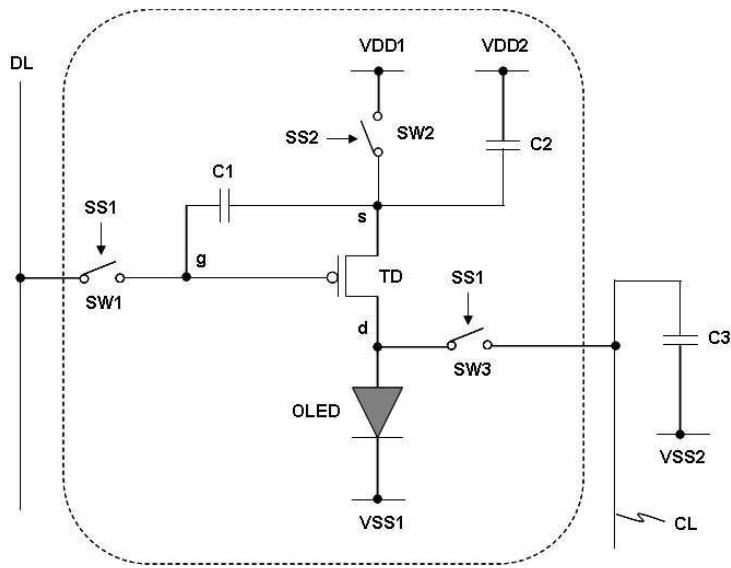 VDD1
VDD2
DL
SS2
SW2
C2
C1
SS1
s
g
TD
SS1
SW1
d
C3
SW3
OLED
VSS2
VSS1
CL